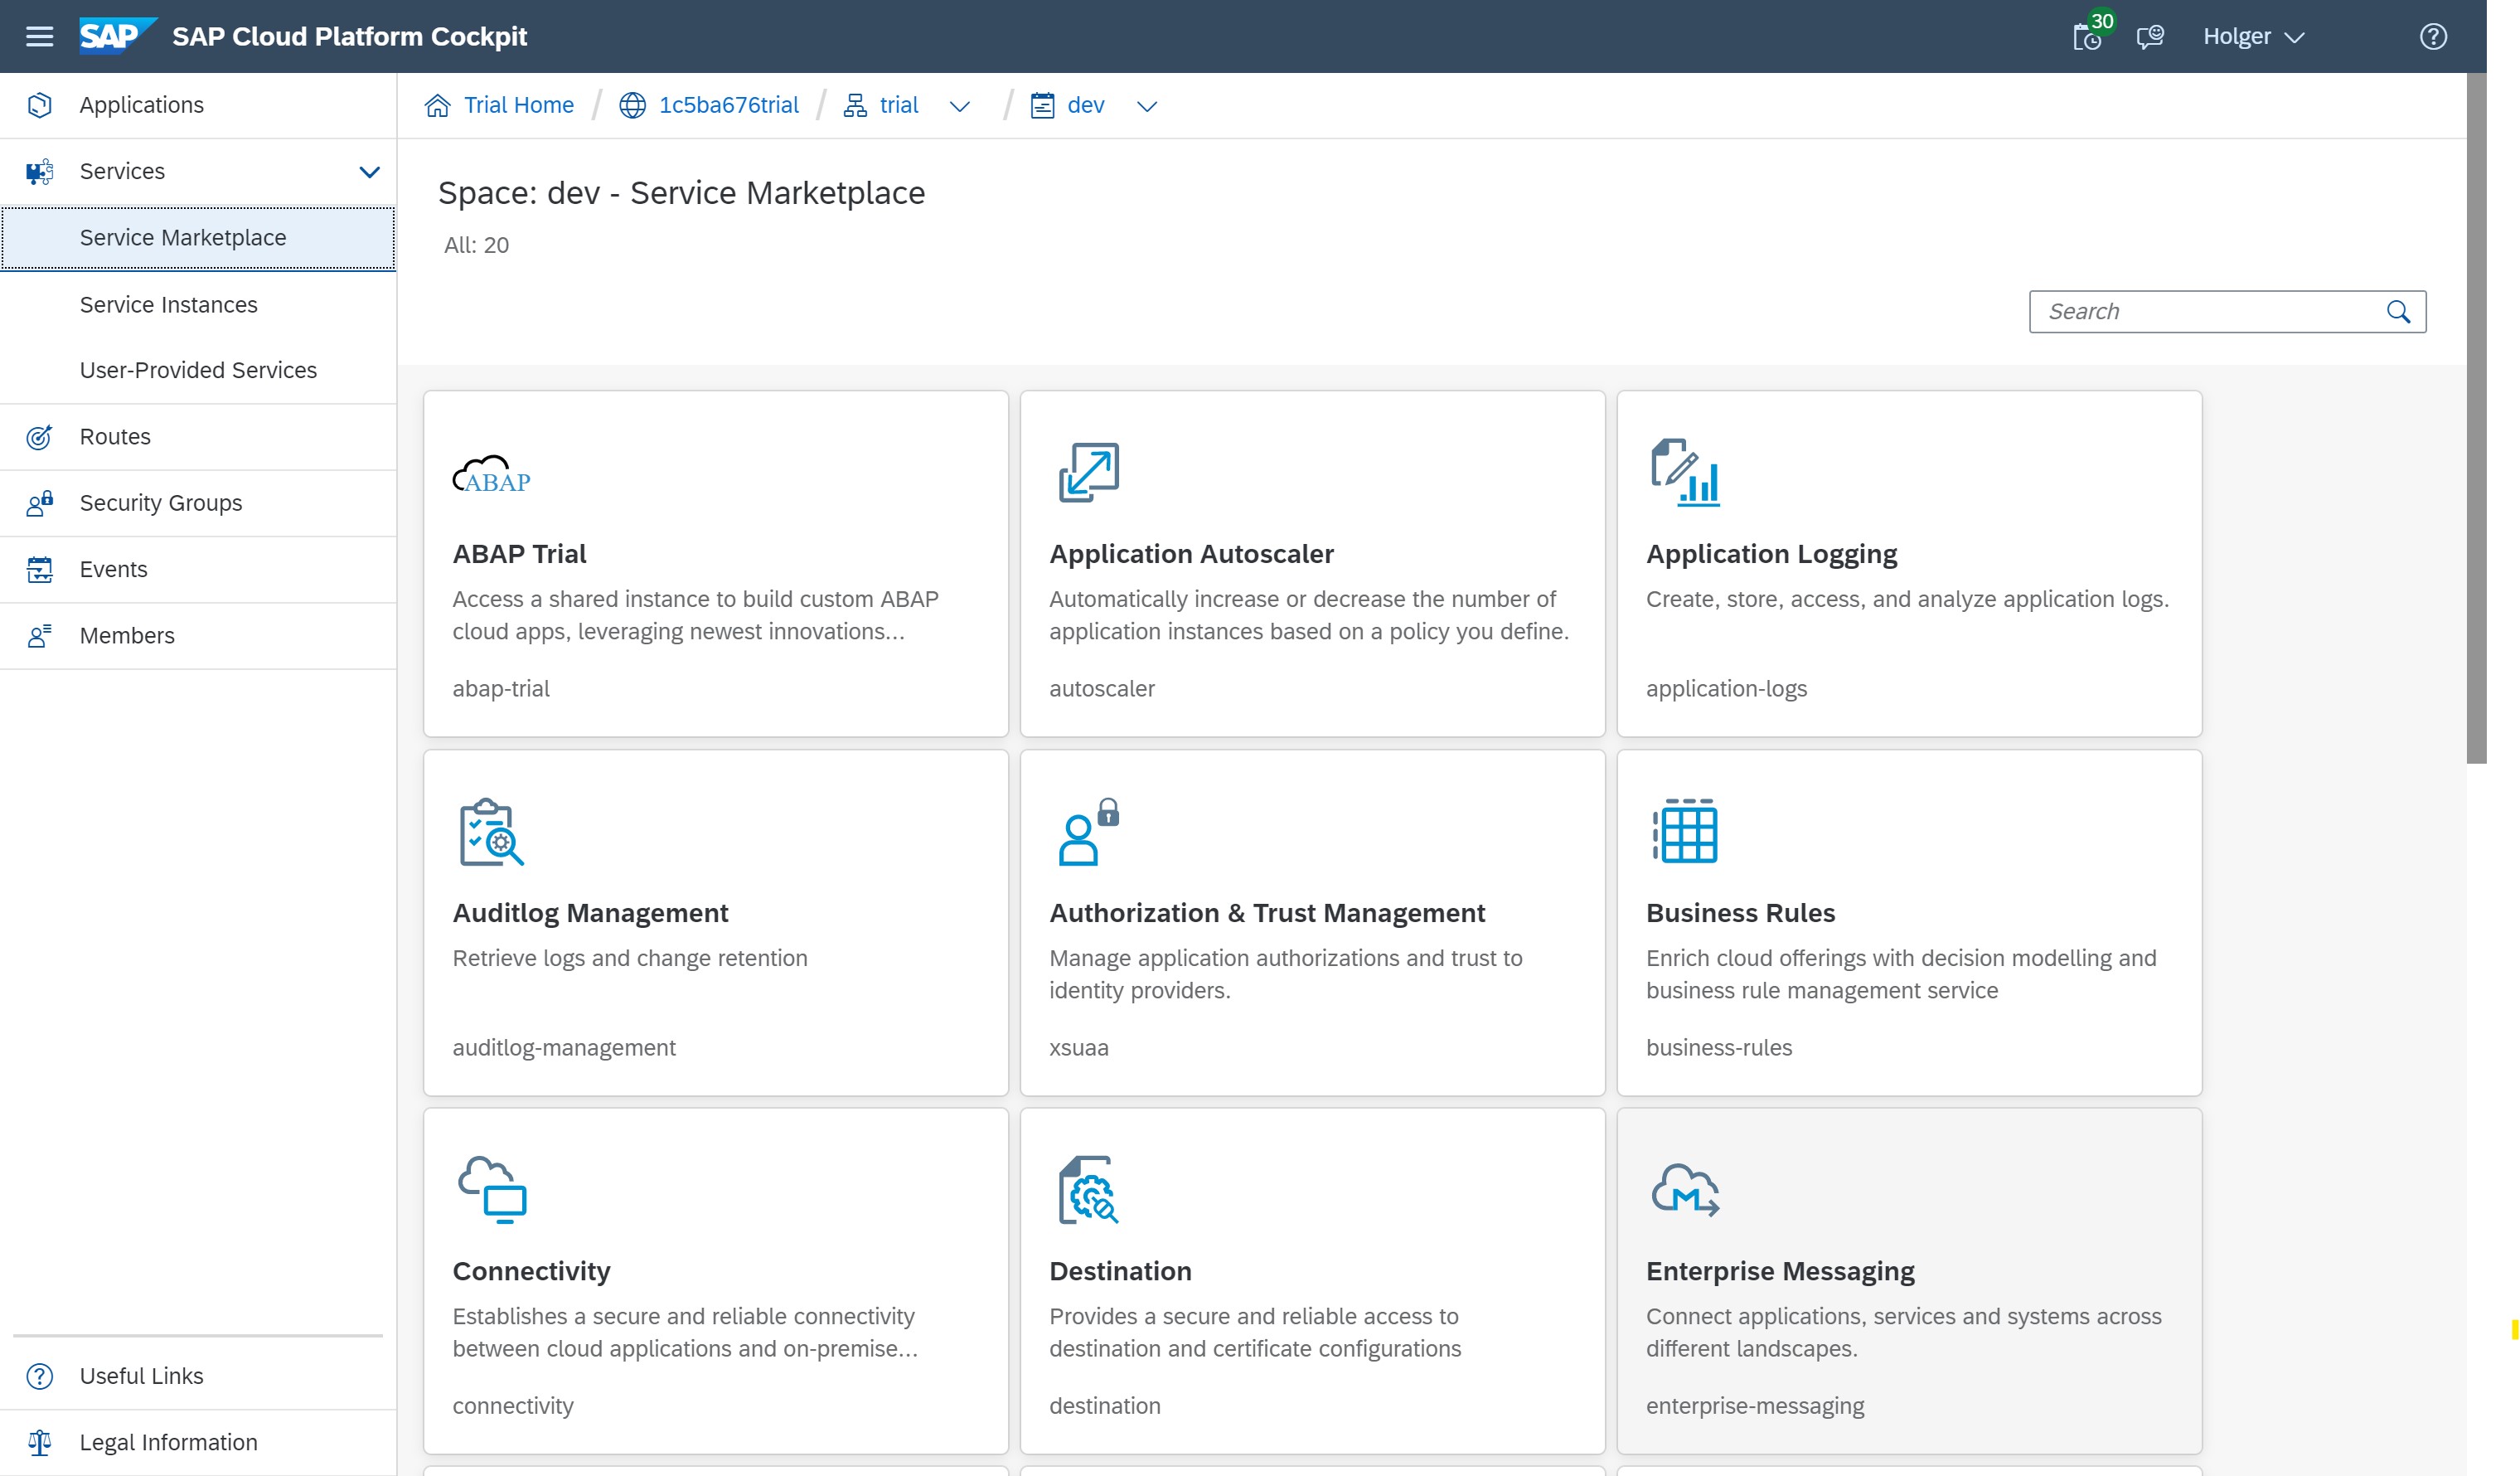 SAP SAP Cloud Platform Cockpit
30
Holger
Applications
Services
Service Marketplace
Service Instances
User-Provided Services
Routes
Security Groups
Events
Members
Useful Links
Legal Information
Trial Home / 1c5ba676trial / trial / dev
Space: dev - Service Marketplace
All: 20
Search
ABAP
ABAP Trial
Access a shared instance to build custom ABAP
cloud apps, leveraging newest innovations...
abap-trial
Application Autoscaler
Automatically increase or decrease the number of
application instances based on a policy you define.
autoscaler
Application Logging
Create, store, access, and analyze application logs.
application-logs
Auditlog Management
Retrieve logs and change retention
auditlog-management
Authorization & Trust Management
Manage application authorizations and trust to
identity providers.
xsuaa
Business Rules
Enrich cloud offerings with decision modelling and
business rule management service
business-rules
Connectivity
Establishes a secure and reliable connectivity
between cloud applications and on-premise...
connectivity
Destination
Provides a secure and reliable access to
destination and certificate configurations
destination
M
Enterprise Messaging
Connect applications, services and systems across
different landscapes.
enterprise-messaging